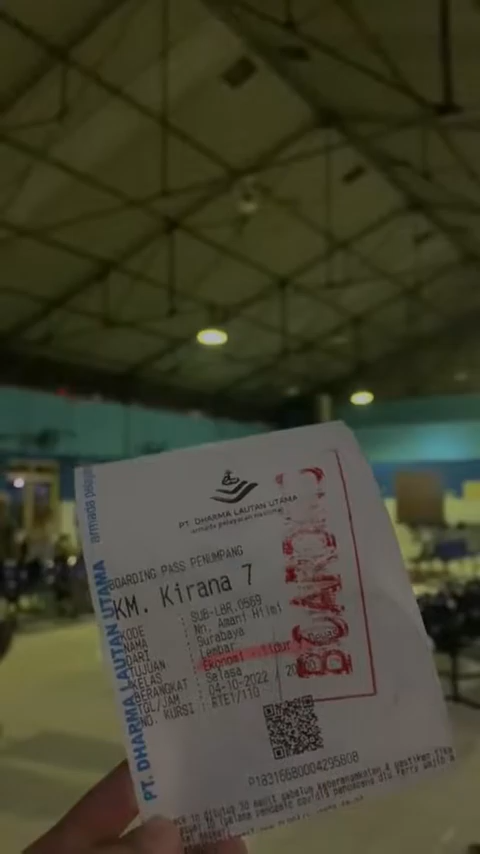 PT. DHARMA LAUTAN UTAMA
armada pelayaran nasional
BOARDING PASS PENUMPANG
KM. Kirana 7
KODE : SUB-LBR.0569
NAMA : Nn. Amani Hilmi
DARI : Surabaya
TUJUAN : Lembar
KELAS : Ekonomi Tidur
BERANGKAT : Selasa
TGL/JAM : 04-10-2022 /
NO. KURSI : RTE1/110
BOARDING
PT. DHARMA LAUTAN UTAMA armada pelaya